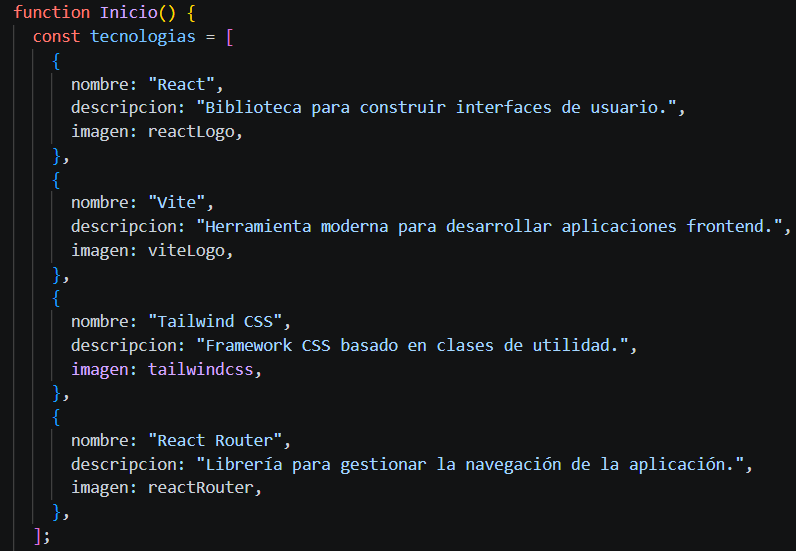 function Inicio() {
  const tecnologias = [
    {
      nombre: "React",
      descripcion: "Biblioteca para construir interfaces de usuario.",
      imagen: reactLogo,
    },
    {
      nombre: "Vite",
      descripcion: "Herramienta moderna para desarrollar aplicaciones frontend.",
      imagen: viteLogo,
    },
    {
      nombre: "Tailwind CSS",
      descripcion: "Framework CSS basado en clases de utilidad.",
      imagen: tailwindcss,
    },
    {
      nombre: "React Router",
      descripcion: "Librería para gestionar la navegación de la aplicación.",
      imagen: reactRouter,
    },
  ];